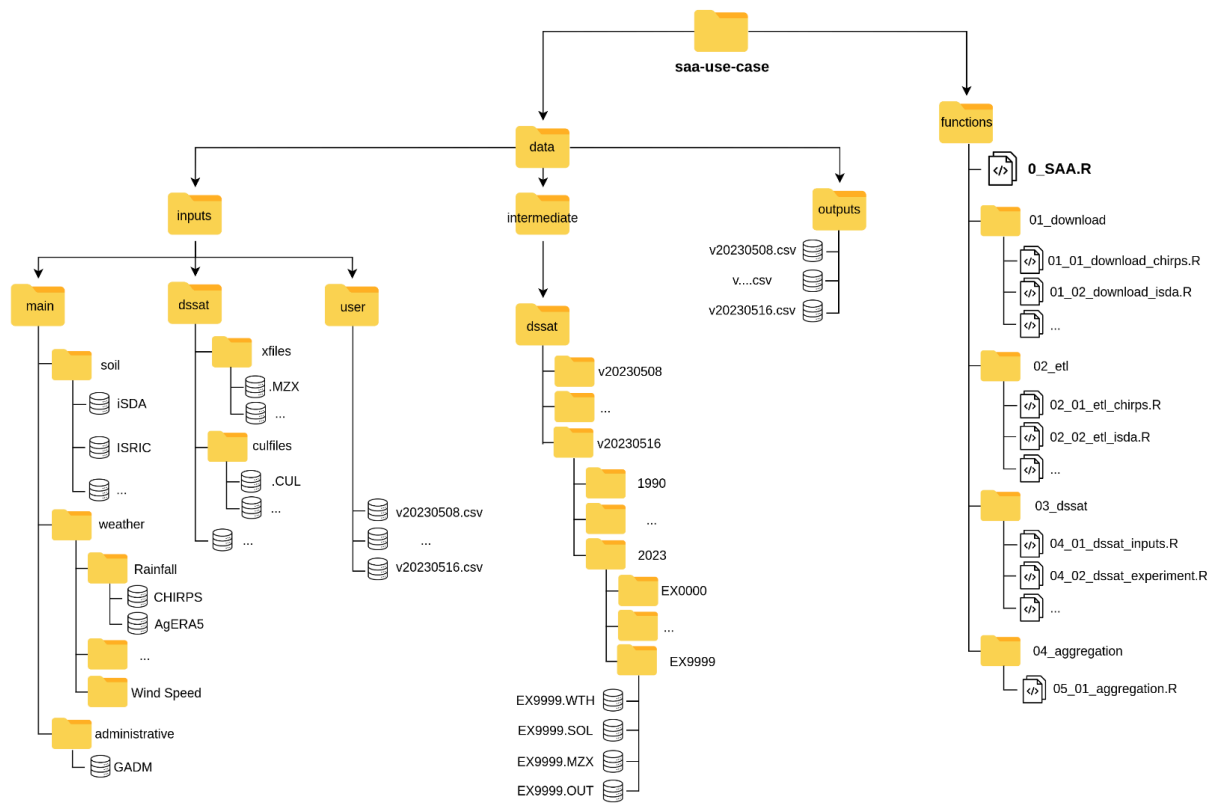 saa-use-case
data
inputs
main
soil
iSDA
ISRIC
...
weather
Rainfall
CHIRPS
AgERA5
...
Wind Speed
administrative
GADM
dssat
xfiles
.MZX
...
culfiles
.CUL
...
...
user
v20230508.csv
...
v20230516.csv
intermediate
dssat
v20230508
...
v20230516
1990
...
2023
EX0000
...
EX9999
EX9999.WTH
EX9999.SOL
EX9999.MZX
EX9999.OUT
outputs
v20230508.csv
v....csv
v20230516.csv
functions
0_SAA.R
01_download
01_01_download_chirps.R
01_02_download_isda.R
...
02_etl
02_01_etl_chirps.R
02_02_etl_isda.R
...
03_dssat
04_01_dssat_inputs.R
04_02_dssat_experiment.R
...
04_aggregation
05_01_aggregation.R